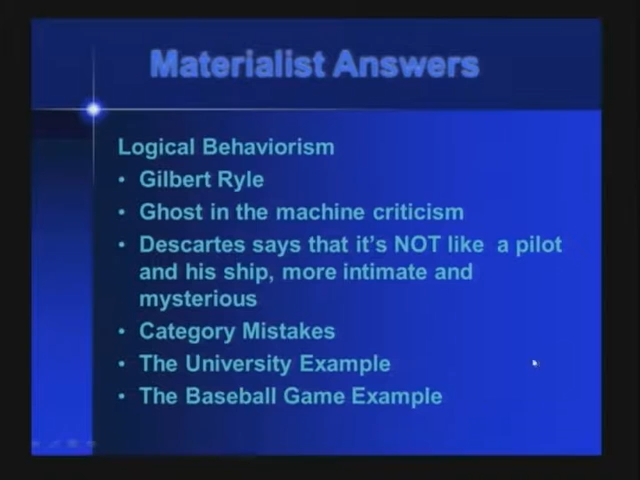 Materialist Answers
Logical Behaviorism
• Gilbert Ryle
• Ghost in the machine criticism
• Descartes says that it's NOT like a pilot
and his ship, more intimate and
mysterious
• Category Mistakes
• The University Example
• The Baseball Game Example